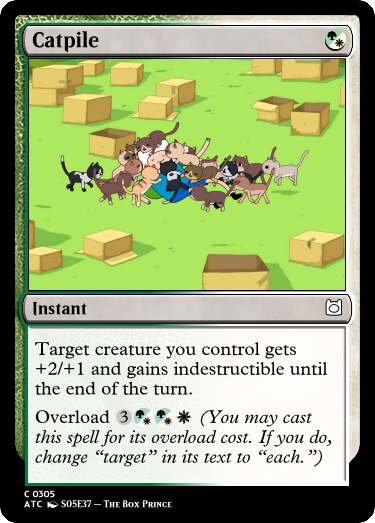 Catpile
Instant
Target creature you control gets
+2/+1 and gains indestructible until
the end of the turn.
Overload 3 (You may cast
this spell for its overload cost. If you do,
change “target” in its text to “each.”)
C 0305
ATC S05E37 – The Box Prince